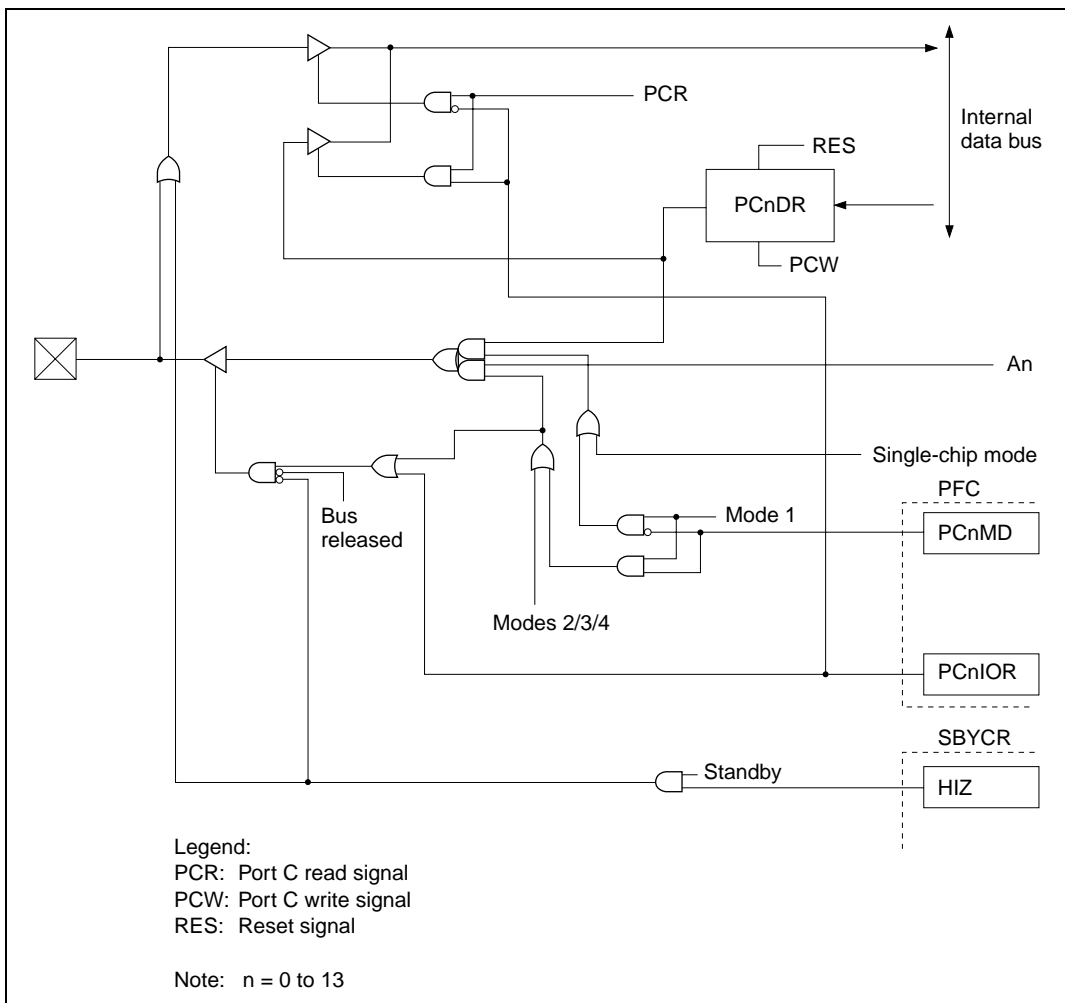 PCR
Internal
data bus
RES
PCnDR
PCW
An
Single-chip mode
PFC
Bus
released
Mode 1
PCnMD
Modes 2/3/4
PCnIOR
SBYCR
Standby
HIZ
Legend:
PCR: Port C read signal
PCW: Port C write signal
RES: Reset signal
Note: n = 0 to 13